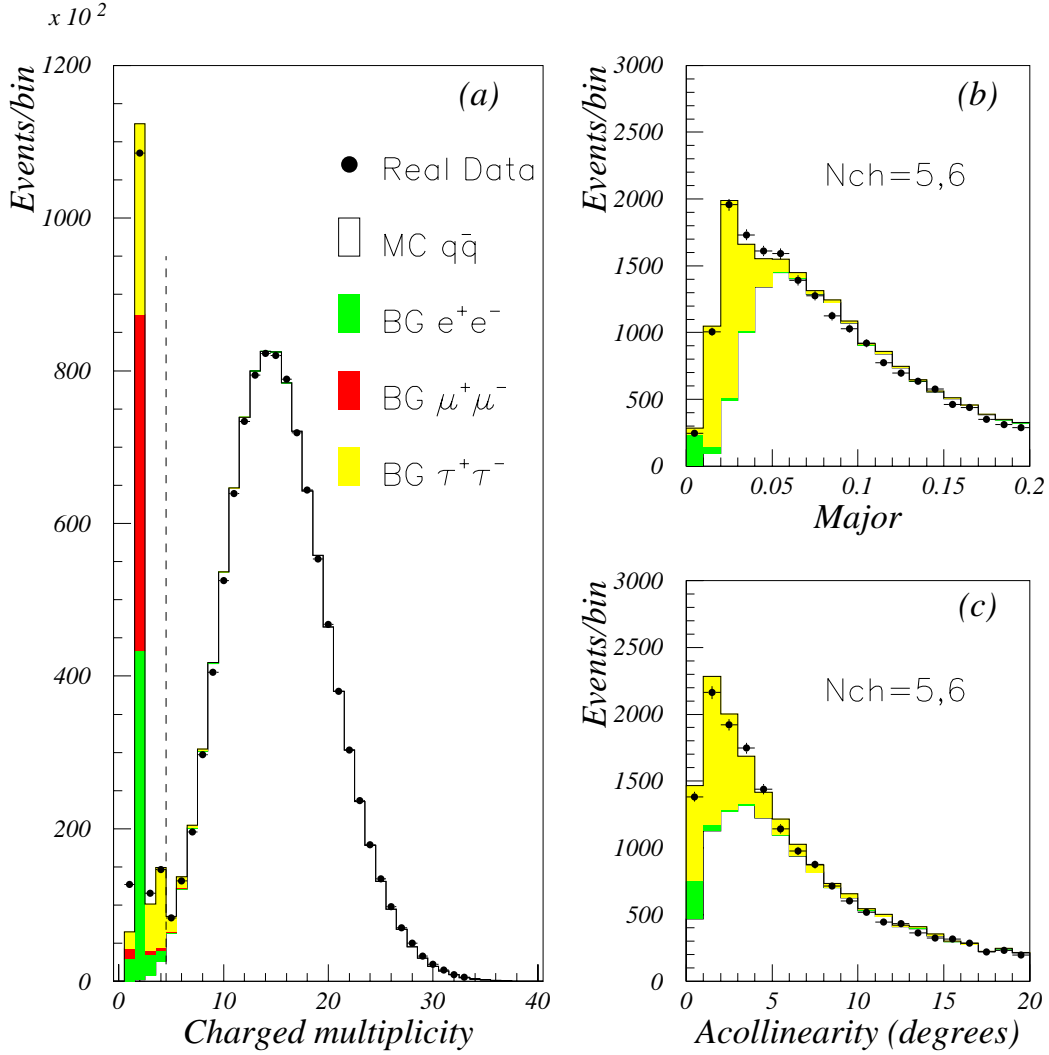 x 10 2
Events/bin
1200
1000
800
600
400
200
0
0 10 20 30 40
Charged multiplicity
(a)
Real Data
MC qq̄
BG e⁺e⁻
BG μ⁺μ⁻
BG τ⁺τ⁻
Events/bin
3000
2500
2000
1500
1000
500
0
0 0.05 0.1 0.15 0.2
Major
(b)
Nch=5,6
Events/bin
3000
2500
2000
1500
1000
500
0
0 5 10 15 20
Acollinearity (degrees)
(c)
Nch=5,6